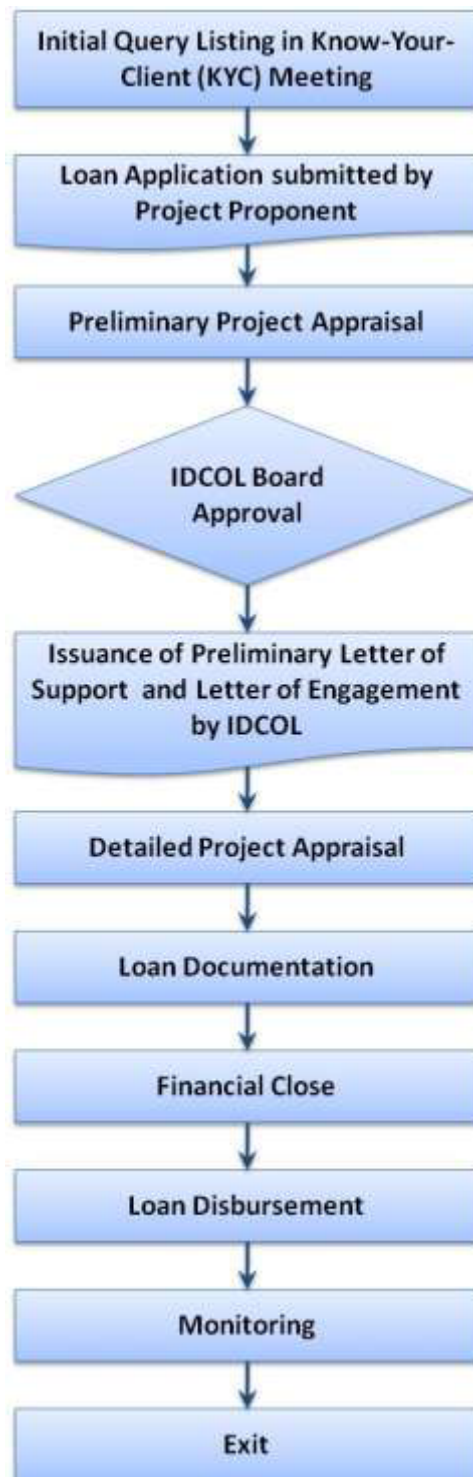 Initial Query Listing in Know-Your-
Client (KYC) Meeting
Loan Application submitted by
Project Proponent
Preliminary Project Appraisal
IDCOL Board
Approval
Issuance of Preliminary Letter of
Support and Letter of Engagement
by IDCOL
Detailed Project Appraisal
Loan Documentation
Financial Close
Loan Disbursement
Monitoring
Exit